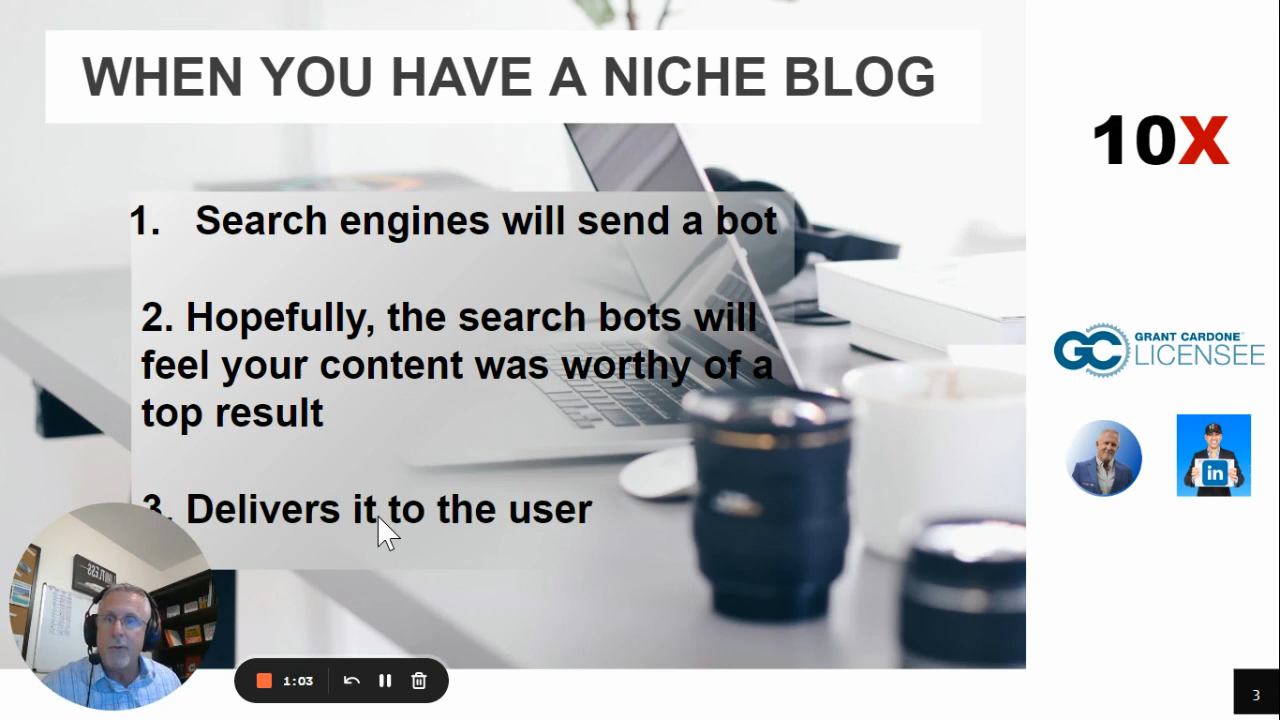 WHEN YOU HAVE A NICHE BLOG
10X
1. Search engines will send a bot
2. Hopefully, the search bots will
feel your content was worthy of a
top result
GRANT CARDONE
GC LICENSEE
in
3. Delivers it to the user
1:03
3